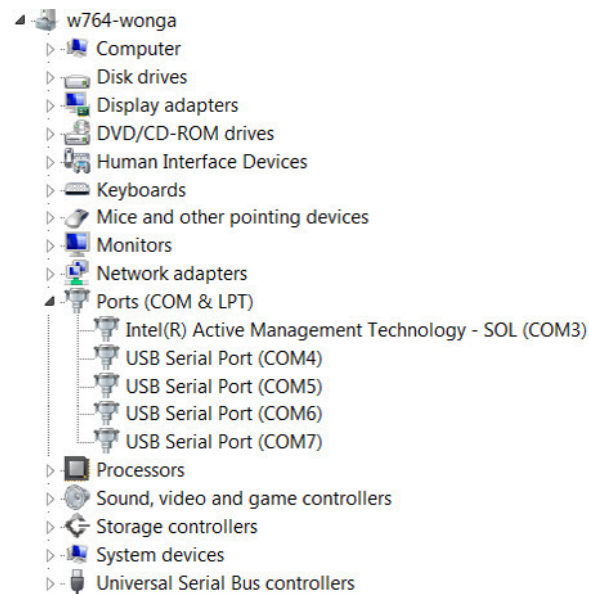 w764-wonga
Computer
Disk drives
Display adapters
DVD/CD-ROM drives
Human Interface Devices
Keyboards
Mice and other pointing devices
Monitors
Network adapters
Ports (COM & LPT)
Intel(R) Active Management Technology - SOL (COM3)
USB Serial Port (COM4)
USB Serial Port (COM5)
USB Serial Port (COM6)
USB Serial Port (COM7)
Processors
Sound, video and game controllers
Storage controllers
System devices
Universal Serial Bus controllers